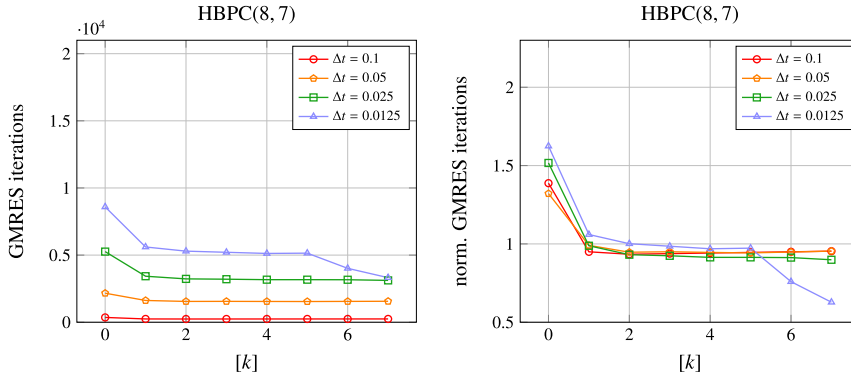 HBPC(8, 7)
·10⁴
GMRES iterations
2
1.5
1
0.5
0
0 2 4 6
[k]
Δt = 0.1
Δt = 0.05
Δt = 0.025
Δt = 0.0125
HBPC(8, 7)
norm. GMRES iterations
2
1.5
1
0.5
0 2 4 6
[k]
Δt = 0.1
Δt = 0.05
Δt = 0.025
Δt = 0.0125